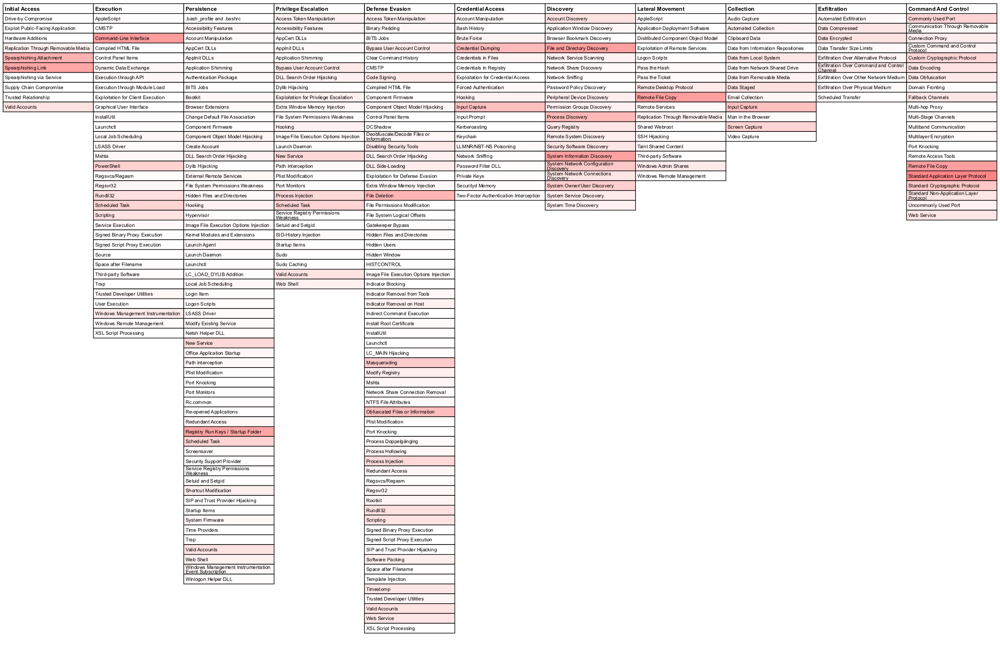 Initial Access
Drive-by Compromise
Exploit Public-Facing Application
Hardware Additions
Replication Through Removable Media
Spearphishing Attachment
Spearphishing Link
Spearphishing via Service
Supply Chain Compromise
Trusted Relationship
Valid Accounts
Execution
AppleScript
CMSTP
Command-Line Interface
Compiled HTML File
Control Panel Items
Dynamic Data Exchange
Execution through API
Execution through Module Load
Exploitation for Client Execution
Graphical User Interface
InstallUtil
Launchctl
Local Job Scheduling
LSASS Driver
Mshta
PowerShell
Regsvcs/Regasm
Regsvr32
Rundll32
Scheduled Task
Scripting
Service Execution
Signed Binary Proxy Execution
Signed Script Proxy Execution
Source
Space after Filename
Third-party Software
Trap
Trusted Developer Utilities
User Execution
Windows Management Instrumentation
Windows Remote Management
XSL Script Processing
Persistence
.bash_profile and .bashrc
Accessibility Features
Account Manipulation
AppCert DLLs
AppInit DLLs
Application Shimming
Authentication Package
BITS Jobs
Bootkit
Browser Extensions
Change Default File Association
Component Firmware
Component Object Model Hijacking
Create Account
DLL Search Order Hijacking
Dylib Hijacking
External Remote Services
File System Permissions Weakness
Hidden Files and Directories
Hooking
Hypervisor
Image File Execution Options Injection
Kernel Modules and Extensions
Launch Agent
Launch Daemon
Launchctl
LC_LOAD_DYLIB Addition
Local Job Scheduling
Login Item
Logon Scripts
LSASS Driver
Modify Existing Service
Netsh Helper DLL
New Service
Office Application Startup
Path Interception
Plist Modification
Port Knocking
Port Monitors
Rc.common
Re-opened Applications
Redundant Access
Registry Run Keys / Startup Folder
Scheduled Task
Screensaver
Security Support Provider
Service Registry Permissions
Weakness
Setuid and Setgid
Shortcut Modification
SIP and Trust Provider Hijacking
Startup Items
System Firmware
Time Providers
Trap
Valid Accounts
Web Shell
Windows Management Instrumentation
Event Subscription
Winlogon Helper DLL
Privilege Escalation
Access Token Manipulation
Accessibility Features
AppCert DLLs
AppInit DLLs
Application Shimming
Bypass User Account Control
DLL Search Order Hijacking
Dylib Hijacking
Exploitation for Privilege Escalation
Extra Window Memory Injection
File System Permissions Weakness
Hooking
Image File Execution Options Injection
Launch Daemon
New Service
Path Interception
Plist Modification
Port Monitors
Process Injection
Scheduled Task
Service Registry Permissions
Weakness
Setuid and Setgid
SID-History Injection
Startup Items
Sudo
Sudo Caching
Valid Accounts
Web Shell
Defense Evasion
Access Token Manipulation
Binary Padding
BITS Jobs
Bypass User Account Control
Clear Command History
CMSTP
Code Signing
Compiled HTML File
Component Firmware
Component Object Model Hijacking
Control Panel Items
DCShadow
Deobfuscate/Decode Files or
Information
Disabling Security Tools
DLL Search Order Hijacking
DLL Side-Loading
Exploitation for Defense Evasion
Extra Window Memory Injection
File Deletion
File Permissions Modification
File System Logical Offsets
Gatekeeper Bypass
Hidden Files and Directories
Hidden Users
Hidden Window
HISTCONTROL
Image File Execution Options Injection
Indicator Blocking
Indicator Removal from Tools
Indicator Removal on Host
Indirect Command Execution
Install Root Certificate
InstallUtil
Launchctl
LC_MAIN Hijacking
Masquerading
Modify Registry
Mshta
Network Share Connection Removal
NTFS File Attributes
Obfuscated Files or Information
Plist Modification
Port Knocking
Process Doppelgänging
Process Hollowing
Process Injection
Redundant Access
Regsvcs/Regasm
Regsvr32
Rootkit
Rundll32
Scripting
Signed Binary Proxy Execution
Signed Script Proxy Execution
SIP and Trust Provider Hijacking
Software Packing
Space after Filename
Template Injection
Timestomp
Trusted Developer Utilities
Valid Accounts
Web Service
XSL Script Processing
Credential Access
Account Manipulation
Bash History
Brute Force
Credential Dumping
Credentials in Files
Credentials in Registry
Exploitation for Credential Access
Forced Authentication
Hooking
Input Capture
Input Prompt
Kerberoasting
Keychain
LLMNR/NBT-NS Poisoning
Network Sniffing
Password Filter DLL
Private Keys
Securityd Memory
Two-Factor Authentication Interception
Discovery
Account Discovery
Application Window Discovery
Browser Bookmark Discovery
File and Directory Discovery
Network Service Scanning
Network Share Discovery
Network Sniffing
Password Policy Discovery
Peripheral Device Discovery
Permission Groups Discovery
Process Discovery
Query Registry
Remote System Discovery
Security Software Discovery
System Information Discovery
System Network Configuration
Discovery
System Network Connections
Discovery
System Owner/User Discovery
System Service Discovery
System Time Discovery
Lateral Movement
AppleScript
Application Deployment Software
Distributed Component Object Model
Exploitation of Remote Services
Logon Scripts
Pass the Hash
Pass the Ticket
Remote Desktop Protocol
Remote File Copy
Remote Services
Replication Through Removable Media
Shared Webroot
SSH Hijacking
Taint Shared Content
Third-party Software
Windows Admin Shares
Windows Remote Management
Collection
Audio Capture
Automated Collection
Clipboard Data
Data from Information Repositories
Data from Local System
Data from Network Shared Drive
Data from Removable Media
Data Staged
Email Collection
Input Capture
Man in the Browser
Screen Capture
Video Capture
Exfiltration
Automated Exfiltration
Data Compressed
Data Encrypted
Data Transfer Size Limits
Exfiltration Over Alternative Protocol
Exfiltration Over Command and Control
Channel
Exfiltration Over Other Network Medium
Exfiltration Over Physical Medium
Scheduled Transfer
Command And Control
Commonly Used Port
Communication Through Removable
Media
Connection Proxy
Custom Command and Control
Protocol
Custom Cryptographic Protocol
Data Encoding
Data Obfuscation
Domain Fronting
Fallback Channels
Multi-hop Proxy
Multi-Stage Channels
Multiband Communication
Multilayer Encryption
Port Knocking
Remote Access Tools
Remote File Copy
Standard Application Layer Protocol
Standard Cryptographic Protocol
Standard Non-Application Layer
Protocol
Uncommonly Used Port
Web Service